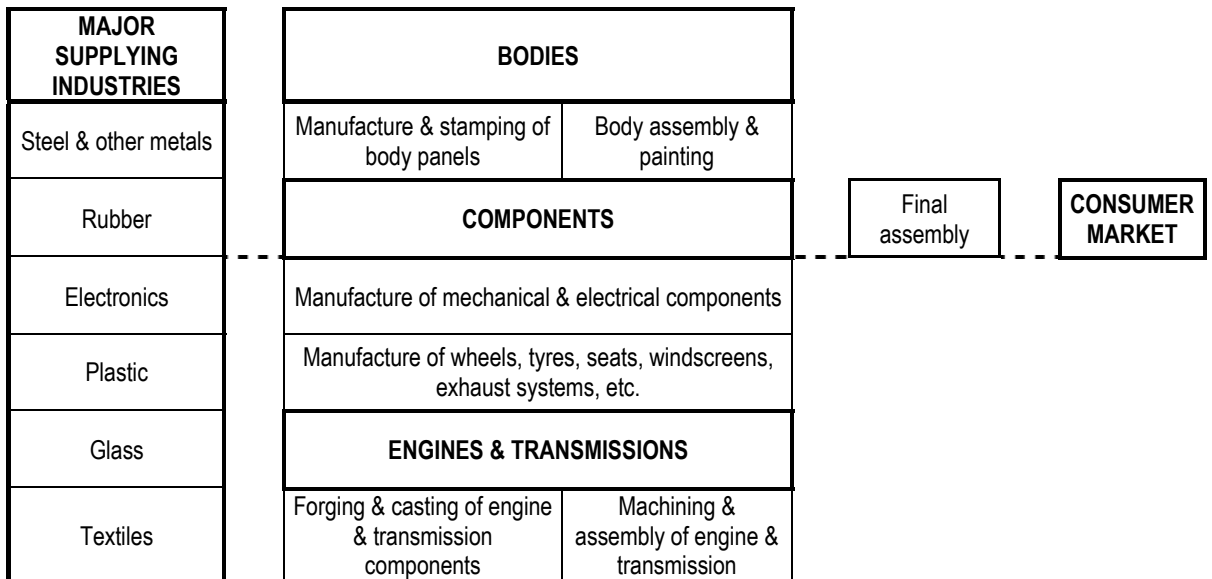 MAJOR
SUPPLYING
INDUSTRIES
BODIES
Steel & other metals
Manufacture & stamping of
body panels
Body assembly &
painting
Rubber
COMPONENTS
Final
assembly
CONSUMER
MARKET
Electronics
Manufacture of mechanical & electrical components
Plastic
Manufacture of wheels, tyres, seats, windscreens,
exhaust systems, etc.
Glass
ENGINES & TRANSMISSIONS
Textiles
Forging & casting of engine
& transmission
components
Machining &
assembly of engine &
transmission